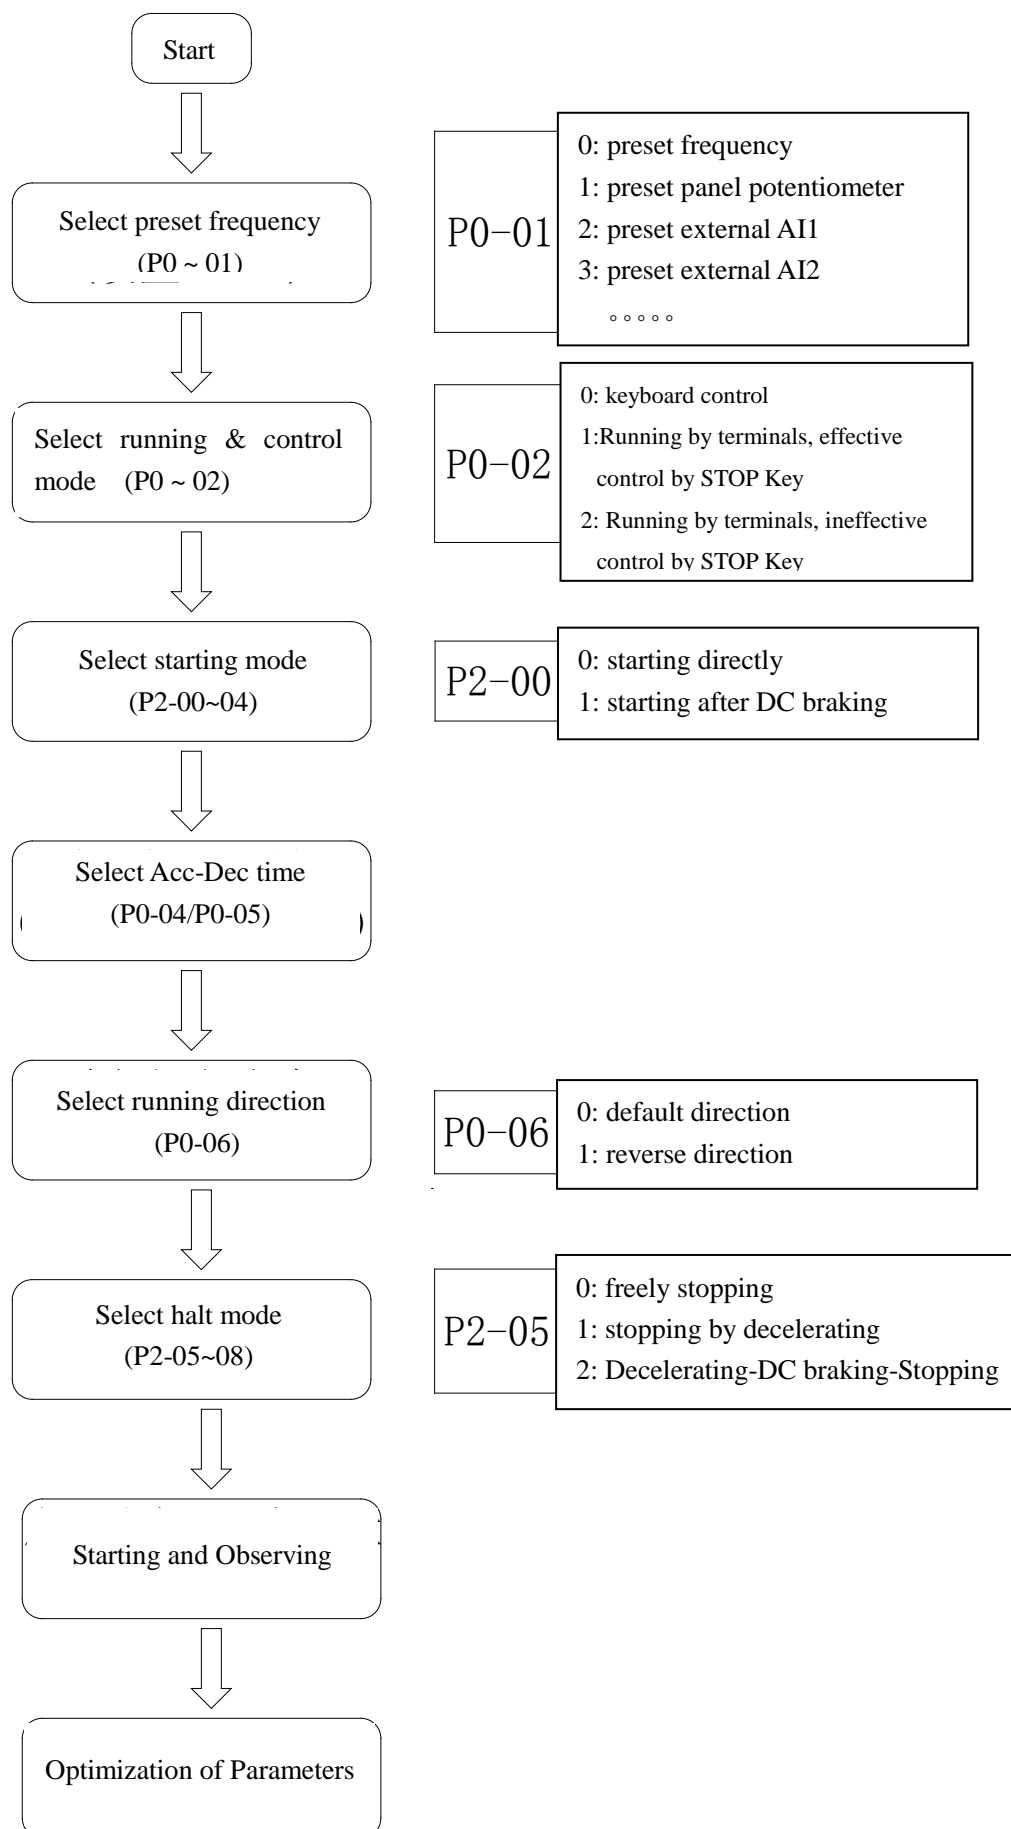 Start
Select preset frequency
(P0 ~ 01)
P0-01
0: preset frequency
1: preset panel potentiometer
2: preset external AI1
3: preset external AI2
。。。。。
Select running & control
mode (P0 ~ 02)
P0-02
0: keyboard control
1:Running by terminals, effective
control by STOP Key
2: Running by terminals, ineffective
control by STOP Key
Select starting mode
(P2-00~04)
P2-00
0: starting directly
1: starting after DC braking
Select Acc-Dec time
(P0-04/P0-05)
Select running direction
(P0-06)
P0-06
0: default direction
1: reverse direction
Select halt mode
(P2-05~08)
P2-05
0: freely stopping
1: stopping by decelerating
2: Decelerating-DC braking-Stopping
Starting and Observing
Optimization of Parameters